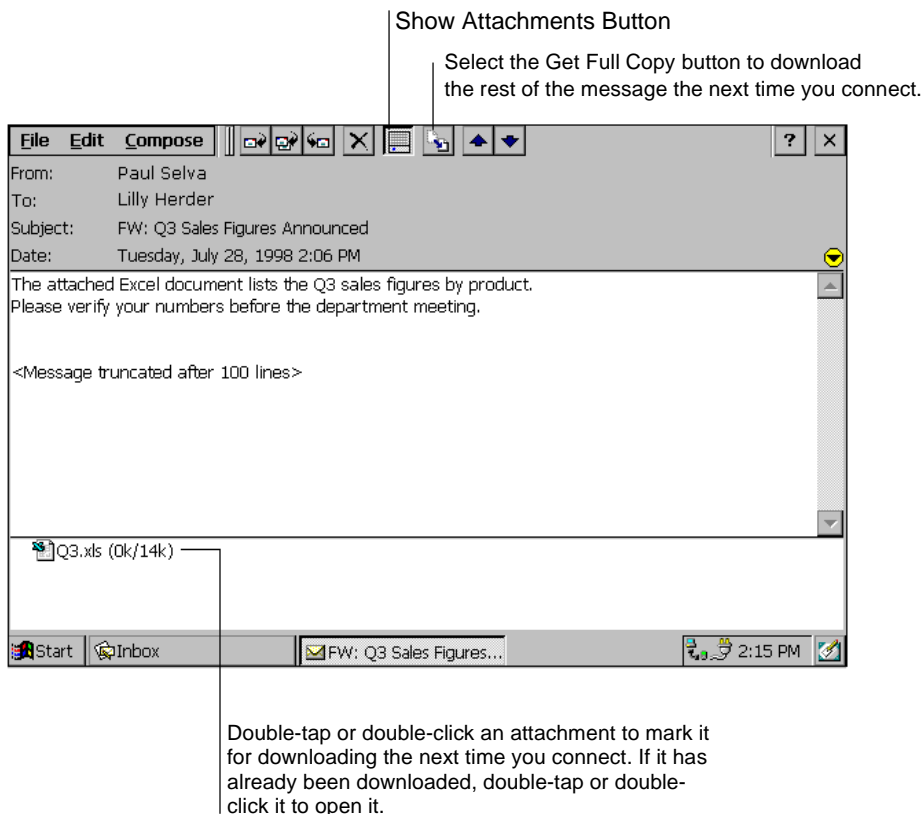 Show Attachments Button
Select the Get Full Copy button to download
the rest of the message the next time you connect.
File Edit Compose ? ×
From: Paul Selva
To: Lilly Herder
Subject: FW: Q3 Sales Figures Announced
Date: Tuesday, July 28, 1998 2:06 PM
The attached Excel document lists the Q3 sales figures by product.
Please verify your numbers before the department meeting.
<Message truncated after 100 lines>
Q3.xls (0k/14k)
Start Inbox FW: Q3 Sales Figures... 2:15 PM
Double-tap or double-click an attachment to mark it
for downloading the next time you connect. If it has
already been downloaded, double-tap or double-
click it to open it.